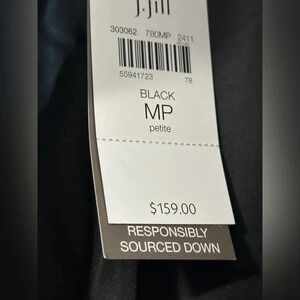 J.Jill
303062 780MP 2411
55941723 78
BLACK
MP
petite
$159.00
RESPONSIBLY
SOURCED DOWN